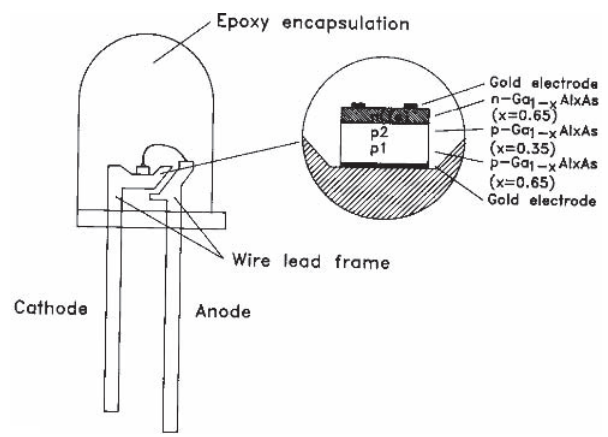 Epoxy encapsulation
Gold electrode
n-Ga1-xAlxAs
(x=0.65)
p2
p-Ga1-xAlxAs
(x=0.35)
p1
p-Ga1-xAlxAs
(x=0.65)
Gold electrode
Wire lead frame
Cathode
Anode